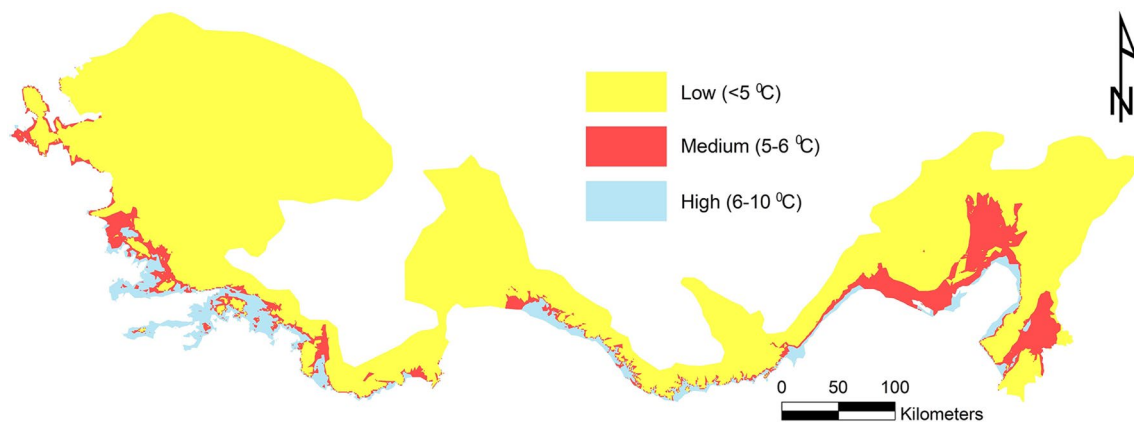 Low (<5 ⁰C)
Medium (5-6 ⁰C)
High (6-10 ⁰C)
N
0 50 100
Kilometers